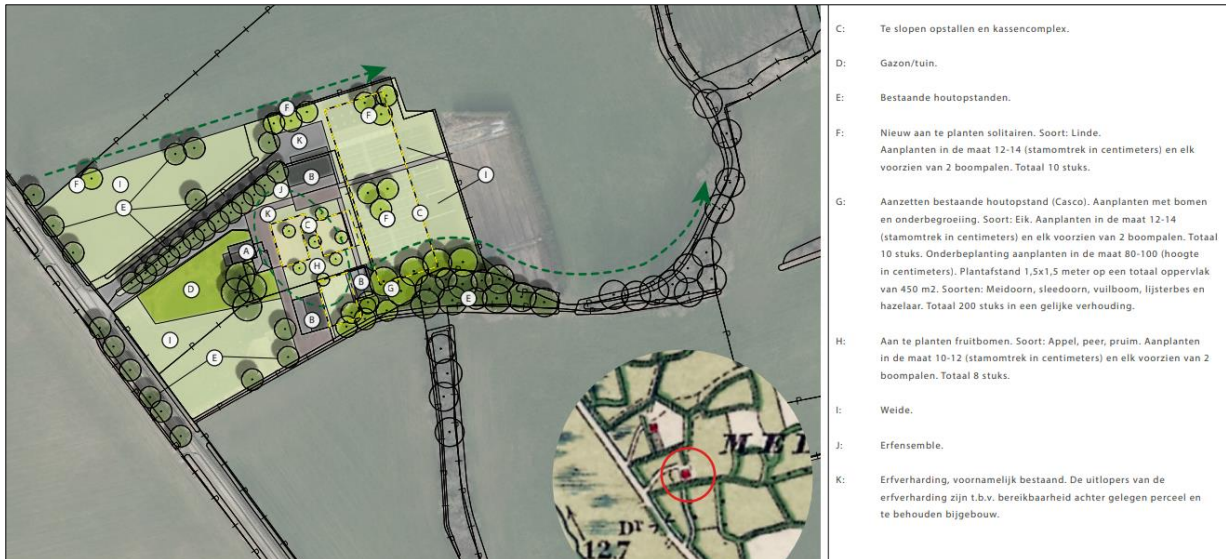 F
K
B
F
I
F
I
J
E
K
C
F
C
I
A
H
D
B
G
E
B
I
E
MEI
Dr
127
C: Te slopen opstallen en kassencomplex.
D: Gazon/tuin.
E: Bestaande houtopstanden.
F: Nieuw aan te planten solitairen. Soort: Linde.
Aanplanten in de maat 12-14 (stamomtrek in centimeters) en elk
voorzien van 2 boompalen. Totaal 10 stuks.
G: Aanzetten bestaande houtopstand (Casco). Aanplanten met bomen
en onderbegroeiing. Soort: Eik. Aanplanten in de maat 12-14
(stamomtrek in centimeters) en elk voorzien van 2 boompalen. Totaal
10 stuks. Onderbeplanting aanplanten in de maat 80-100 (hoogte
in centimeters). Plantafstand 1,5x1,5 meter op een totaal oppervlak
van 450 m2. Soorten: Meidoorn, sleedoorn, vuilboom, lijsterbes en
hazelaar. Totaal 200 stuks in een gelijke verhouding.
H: Aan te planten fruitbomen. Soort: Appel, peer, pruim. Aanplanten
in de maat 10-12 (stamomtrek in centimeters) en elk voorzien van 2
boompalen. Totaal 8 stuks.
I: Weide.
J: Erfensemble.
K: Erfverharding, voornamelijk bestaand. De uitlopers van de
erfverharding zijn t.b.v. bereikbaarheid achter gelegen perceel en
te behouden bijgebouw.